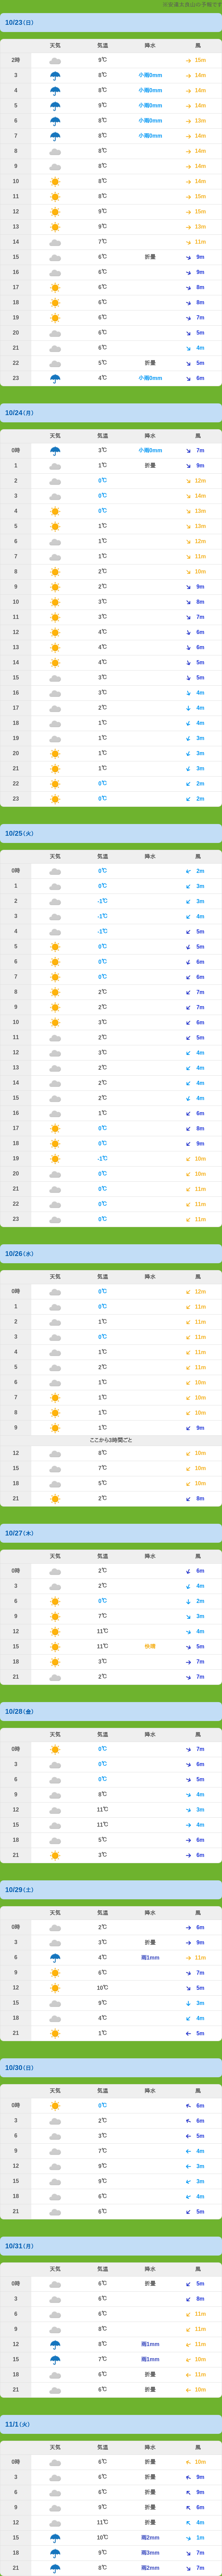 10/23(日)
天気 気温 降水 風
2時 9℃ 15m
3 8℃ 小雨0mm 14m
4 8℃ 小雨0mm 14m
5 9℃ 小雨0mm 14m
6 8℃ 小雨0mm 13m
7 8℃ 小雨0mm 14m
8 8℃ 14m
9 8℃ 14m
10 8℃ 14m
11 8℃ 15m
12 9℃ 15m
13 9℃ 13m
14 7℃ 11m
15 6℃ 折曇 9m
16 6℃ 9m
17 6℃ 8m
18 6℃ 8m
19 6℃ 7m
20 6℃ 5m
21 6℃ 4m
22 5℃ 折曇 5m
23 4℃ 小雨0mm 6m
10/24(月)
天気 気温 降水 風
0時 3℃ 小雨0mm 7m
1 1℃ 折曇 9m
2 0℃ 12m
3 0℃ 14m
4 0℃ 13m
5 1℃ 13m
6 1℃ 12m
7 1℃ 11m
8 2℃ 10m
9 2℃ 9m
10 3℃ 8m
11 3℃ 7m
12 4℃ 6m
13 4℃ 6m
14 4℃ 5m
15 3℃ 5m
16 3℃ 4m
17 2℃ 4m
18 1℃ 4m
19 1℃ 3m
20 1℃ 3m
21 1℃ 3m
22 0℃ 2m
23 0℃ 2m
10/25(火)
天気 気温 降水 風
0時 0℃ 2m
1 0℃ 3m
2 -1℃ 3m
3 -1℃ 4m
4 -1℃ 5m
5 0℃ 5m
6 0℃ 6m
7 0℃ 6m
8 2℃ 7m
9 2℃ 7m
10 3℃ 6m
11 2℃ 5m
12 3℃ 4m
13 2℃ 4m
14 2℃ 4m
15 2℃ 4m
16 1℃ 6m
17 0℃ 8m
18 0℃ 9m
19 -1℃ 10m
20 0℃ 10m
21 0℃ 11m
22 0℃ 11m
23 0℃ 11m
10/26(水)
天気 気温 降水 風
0時 0℃ 12m
1 0℃ 11m
2 1℃ 11m
3 0℃ 11m
4 1℃ 11m
5 2℃ 11m
6 1℃ 10m
7 1℃ 10m
8 1℃ 10m
9 1℃ 9m
ここから3時間ごと
12 8℃ 10m
15 7℃ 10m
18 5℃ 10m
21 2℃ 8m
10/27(木)
天気 気温 降水 風
0時 2℃ 6m
3 2℃ 4m
6 0℃ 2m
9 7℃ 3m
12 11℃ 4m
15 11℃ 快晴 5m
18 3℃ 7m
21 2℃ 7m
10/28(金)
天気 気温 降水 風
0時 0℃ 7m
3 0℃ 6m
6 0℃ 5m
9 8℃ 4m
12 11℃ 3m
15 11℃ 4m
18 5℃ 6m
21 3℃ 6m
10/29(土)
天気 気温 降水 風
0時 2℃ 6m
3 3℃ 折曇 9m
6 4℃ 雨1mm 11m
9 6℃ 7m
12 10℃ 5m
15 9℃ 3m
18 4℃ 4m
21 1℃ 5m
10/30(日)
天気 気温 降水 風
0時 0℃ 6m
3 2℃ 6m
6 3℃ 5m
9 7℃ 4m
12 9℃ 3m
15 9℃ 3m
18 6℃ 4m
21 6℃ 5m
10/31(月)
天気 気温 降水 風
0時 6℃ 折曇 5m
3 6℃ 8m
6 6℃ 11m
9 8℃ 11m
12 8℃ 雨1mm 11m
15 7℃ 雨1mm 10m
18 6℃ 折曇 11m
21 6℃ 折曇 10m
11/1(火)
天気 気温 降水 風
0時 6℃ 折曇 10m
3 6℃ 折曇 9m
6 6℃ 折曇 9m
9 9℃ 折曇 6m
12 11℃ 折曇 4m
15 10℃ 雨2mm 1m
18 9℃ 雨3mm 7m
21 8℃ 雨2mm 7m